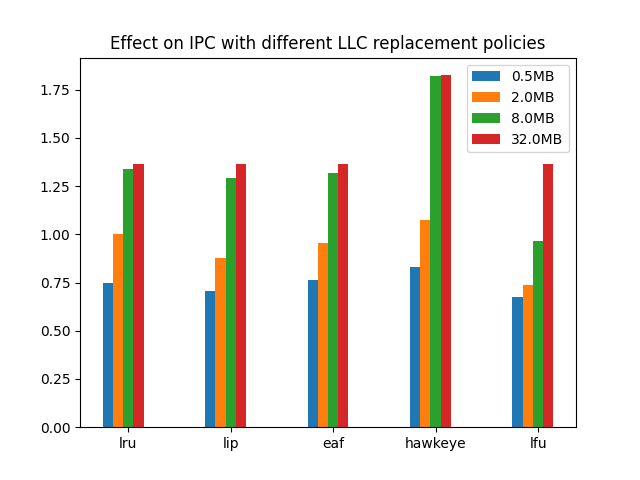 Effect on IPC with different LLC replacement policies
0.5MB
2.0MB
8.0MB
32.0MB
1.75
1.50
1.25
1.00
0.75
0.50
0.25
0.00
lru lip eaf hawkeye lfu